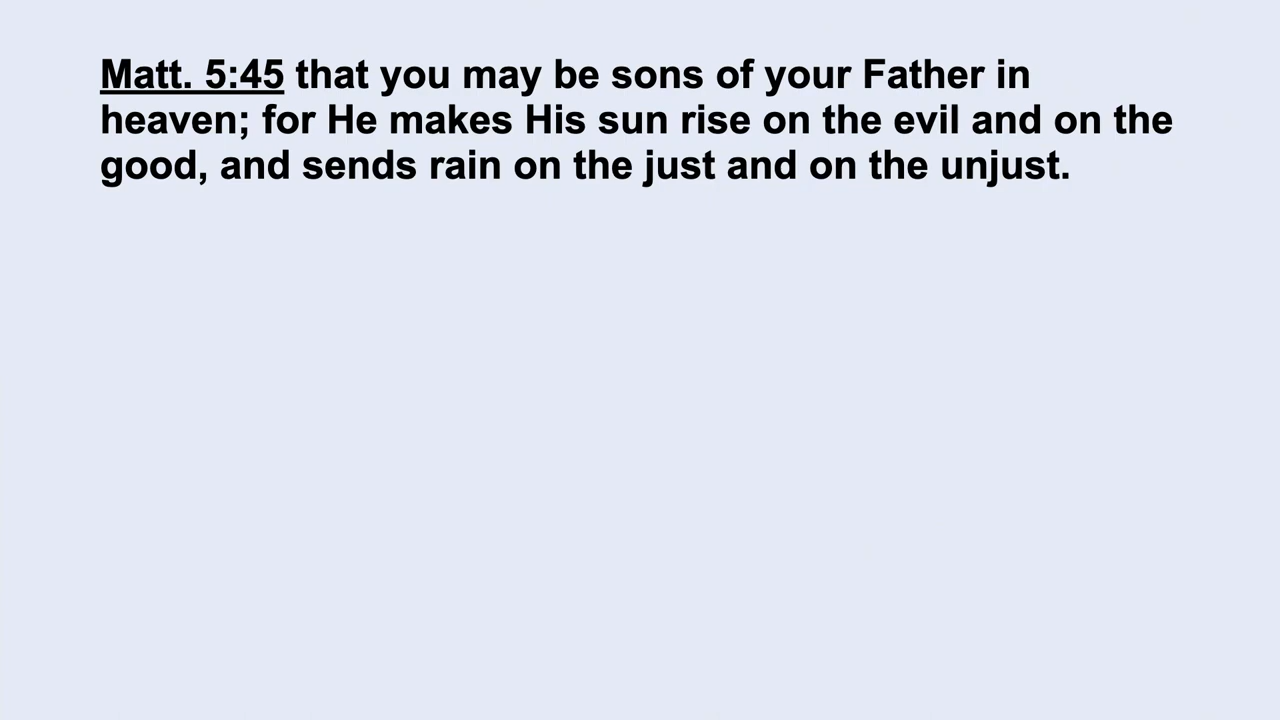 Matt. 5:45 that you may be sons of your Father in
heaven; for He makes His sun rise on the evil and on the
good, and sends rain on the just and on the unjust.